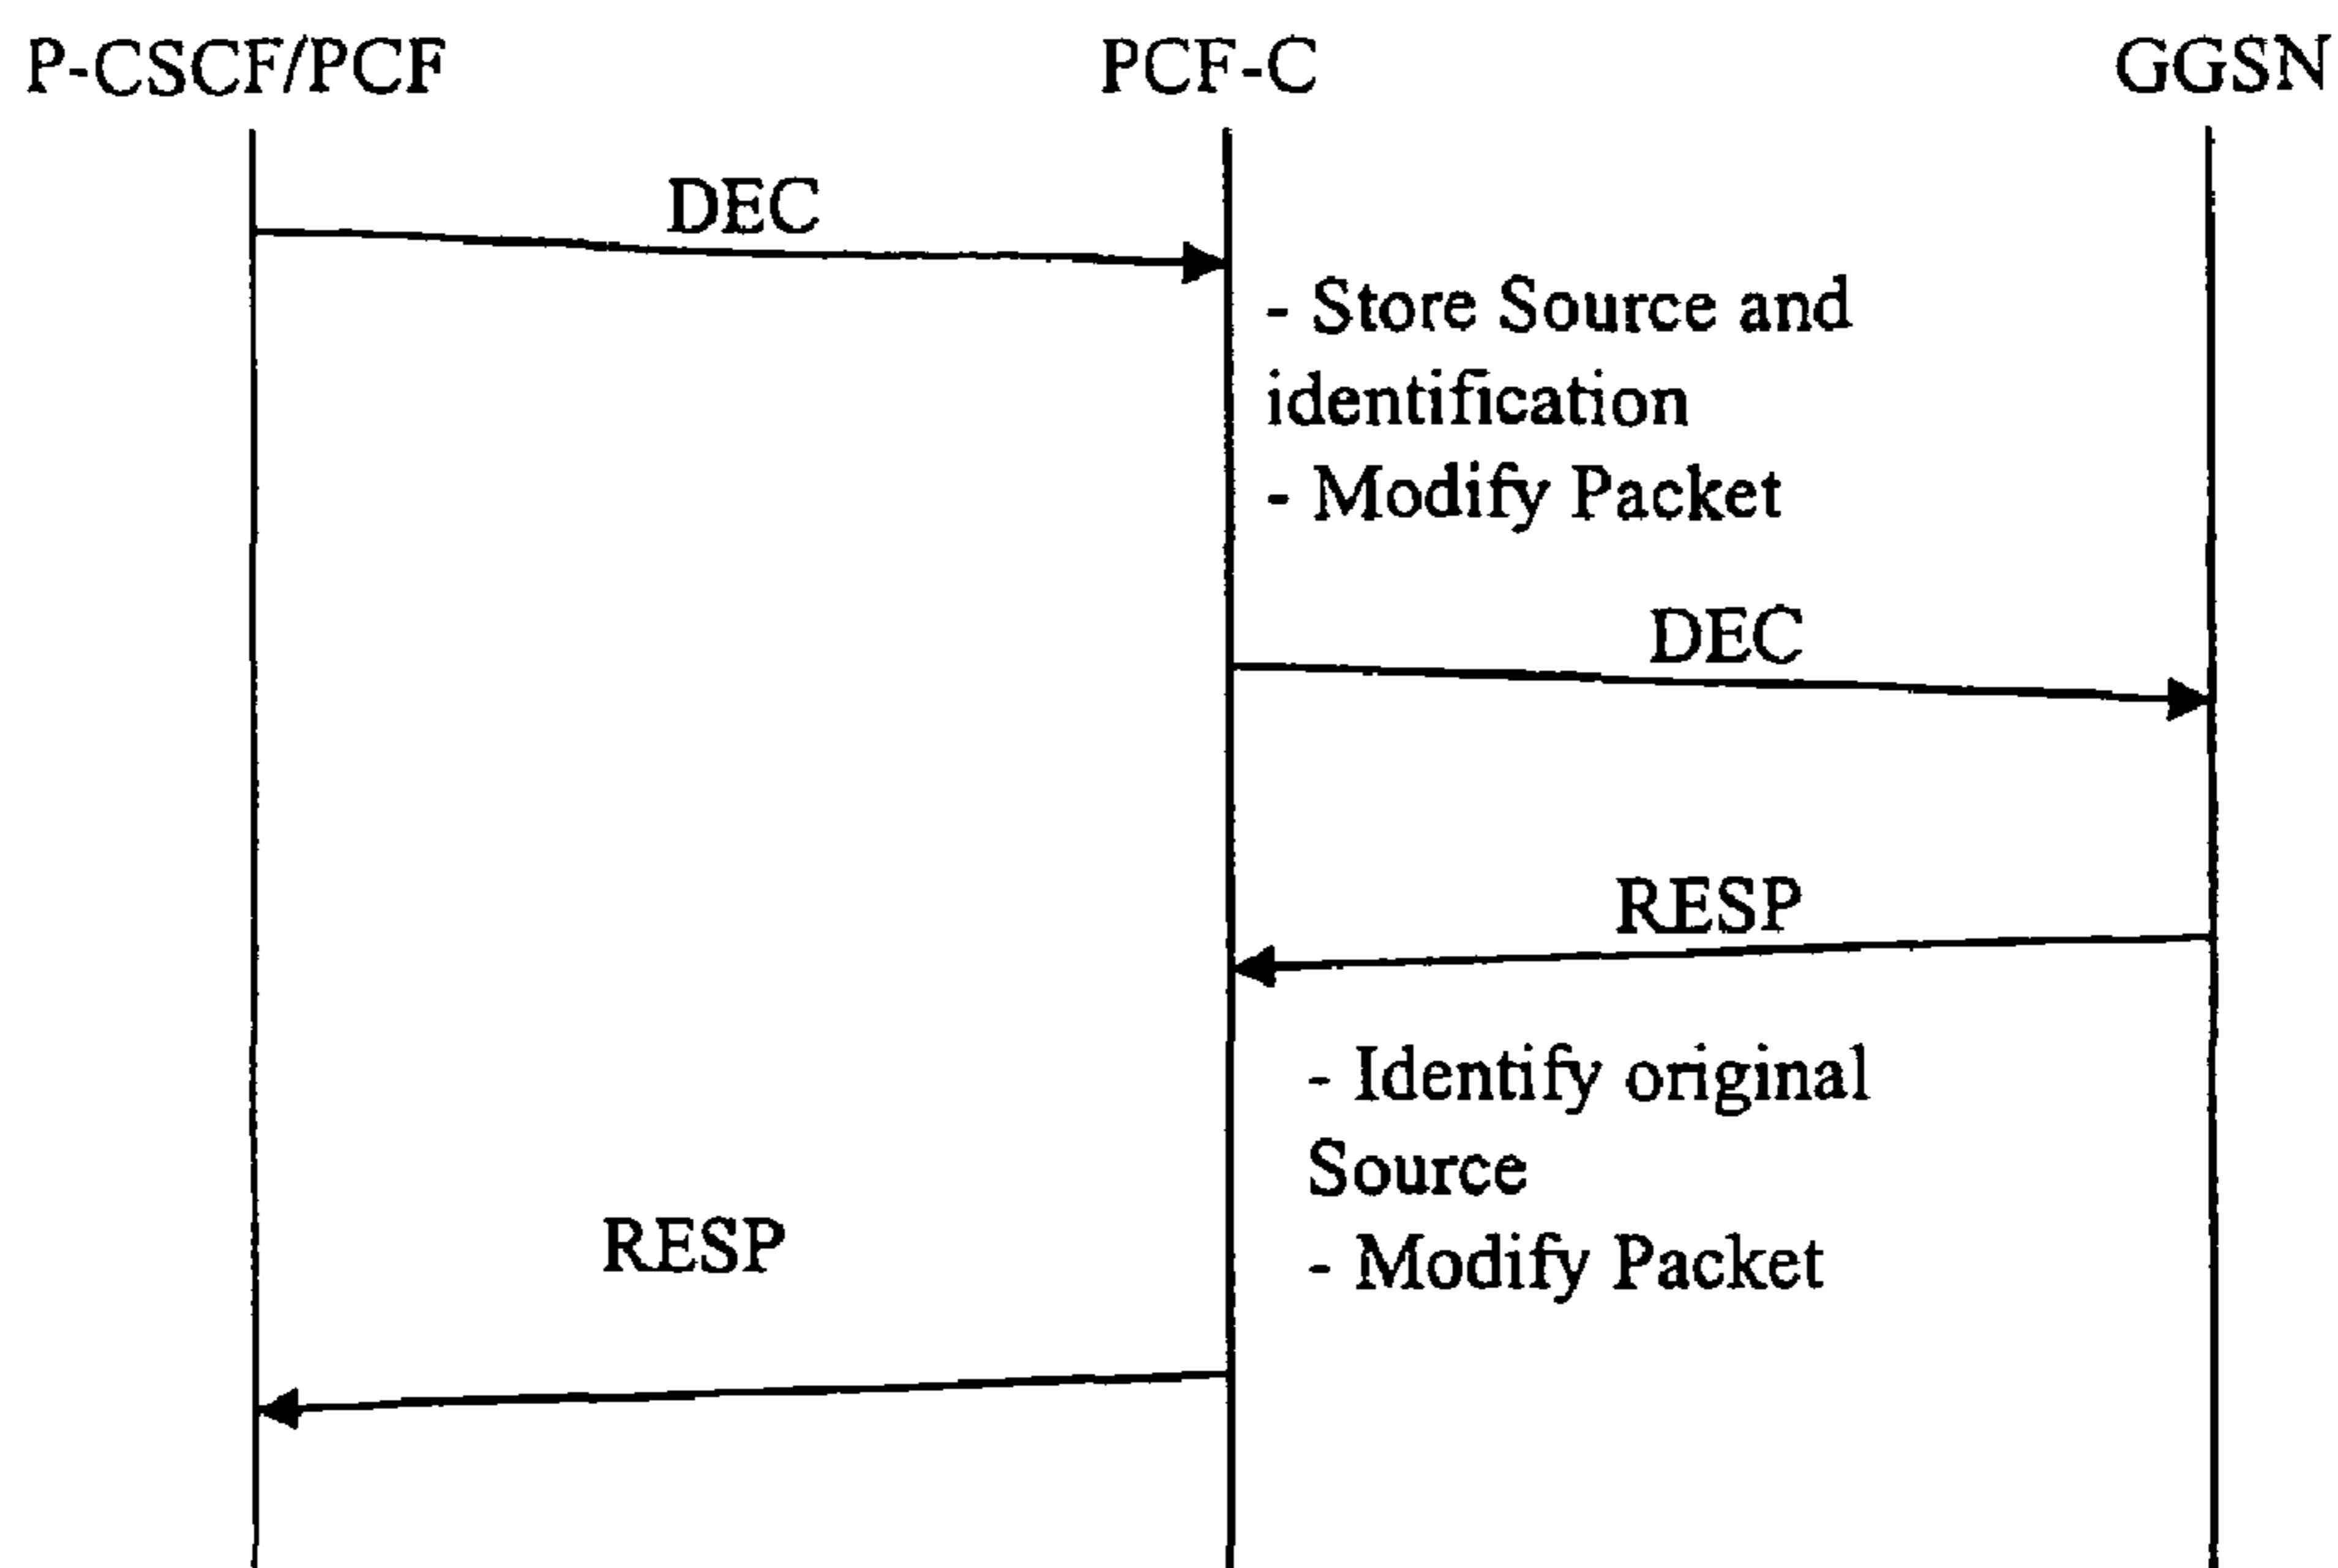 P-CSCF/PCF
PCF-C
GGSN
DEC
- Store Source and
identification
- Modify Packet
DEC
RESP
- Identify original
Source
- Modify Packet
RESP